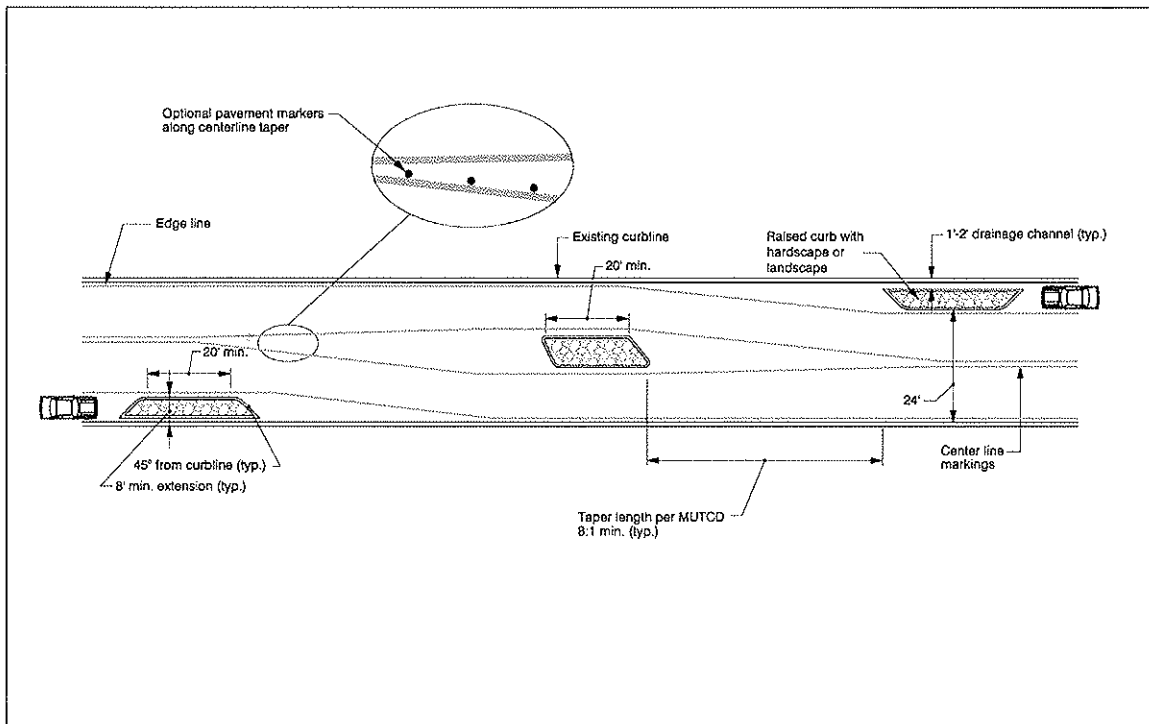 Optional pavement markers
along centerline taper
Edge line
Existing curbline
20' min.
Raised curb with
hardscape or
landscape
1'-2' drainage channel (typ.)
20' min.
24'
45° from curbline (typ.)
8' min. extension (typ.)
Center line
markings
Taper length per MUTCD
8:1 min. (typ.)